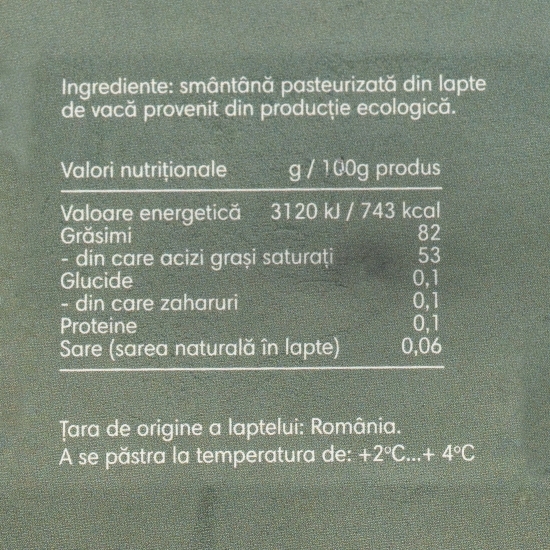 Ingrediente: smântână pasteurizată din lapte
de vacă provenit din producție ecologică.
Valori nutriționale g / 100g produs
Valoare energetică 3120 kJ / 743 kcal
Grăsimi 82
- din care acizi grași saturați 53
Glucide 0,1
- din care zaharuri 0,1
Proteine 0,1
Sare (sarea naturală în lapte) 0,06
Țara de origine a laptelui: România.
A se păstra la temperatura de: +2°C...+ 4°C